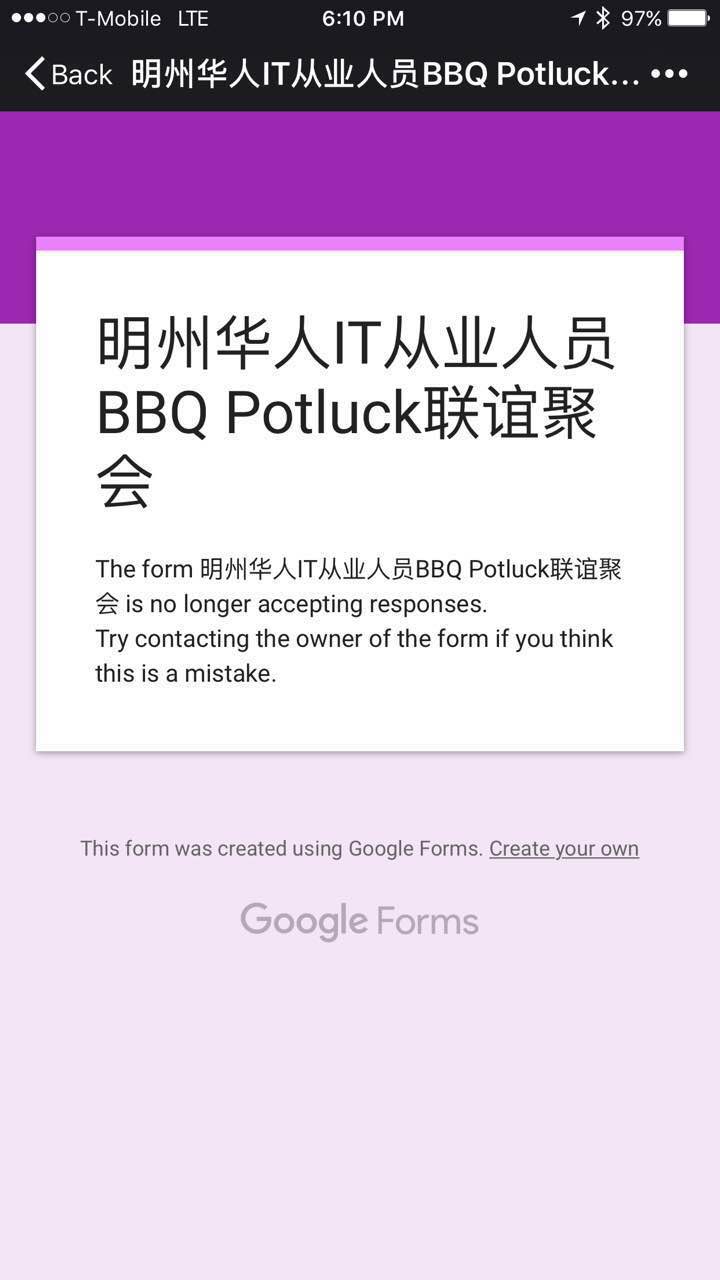 T-Mobile LTE 6:10 PM 97%
Back 明州华人IT从业人员BBQ Potluck... •••
明州华人IT从业人员
BBQ Potluck联谊聚
会
The form 明州华人IT从业人员BBQ Potluck联谊聚
会 is no longer accepting responses.
Try contacting the owner of the form if you think
this is a mistake.
This form was created using Google Forms. Create your own
Google Forms